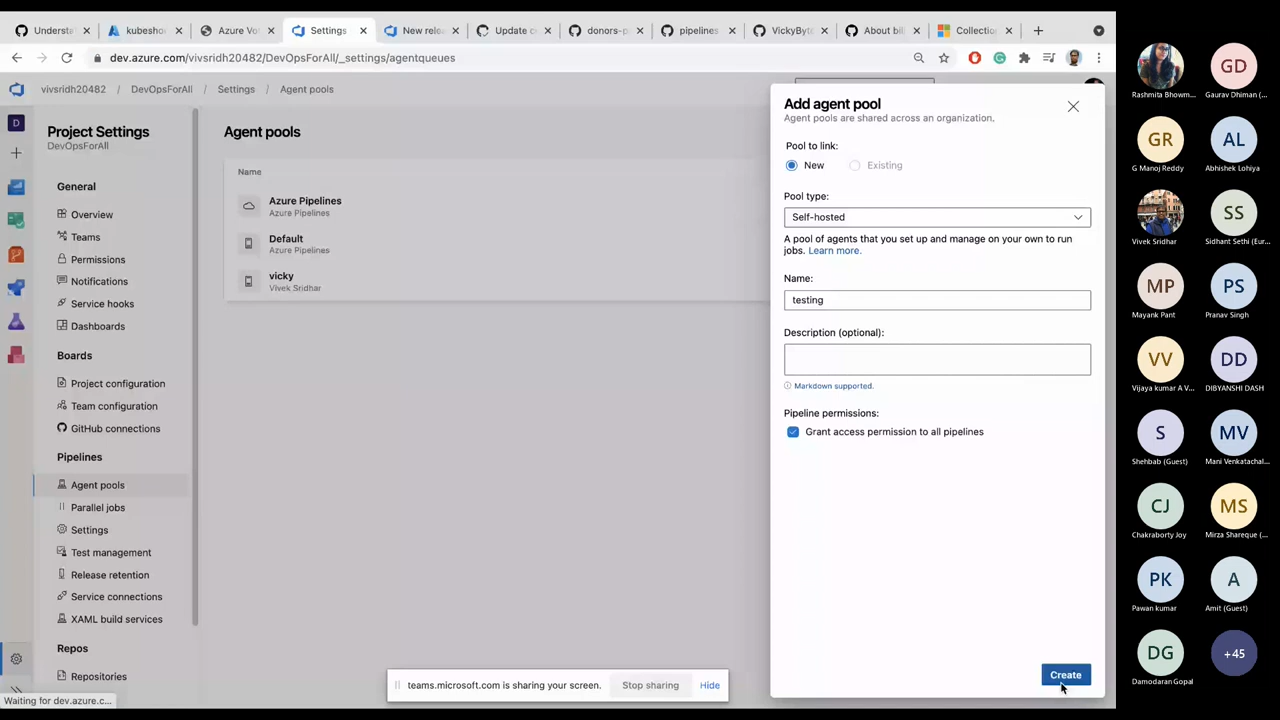 Understa
kubesho
Azure Vo
Settings
New rele
Update c
donors-p
pipelines
VickyByt
About bil
Collection
dev.azure.com/vivsridh20482/DevOpsForAll/_settings/agentqueues
vivsridh20482 / DevOpsForAll / Settings / Agent pools
D
Project Settings
DevOpsForAll
General
Overview
Teams
Permissions
Notifications
Service hooks
Dashboards
Boards
Project configuration
Team configuration
GitHub connections
Pipelines
Agent pools
Parallel jobs
Settings
Test management
Release retention
Service connections
XAML build services
Repos
Repositories
Waiting for dev.azure.c...
Agent pools
Name
Azure Pipelines
Azure Pipelines
Default
Azure Pipelines
vicky
Vivek Sridhar
Add agent pool
Agent pools are shared across an organization.
Pool to link:
New Existing
Pool type:
Self-hosted
A pool of agents that you set up and manage on your own to run
jobs. Learn more.
Name:
testing
Description (optional):
Markdown supported.
Pipeline permissions:
Grant access permission to all pipelines
Create
teams.microsoft.com is sharing your screen. Stop sharing Hide
GD
Rashmita Bhowm... Gaurav Dhiman (...
GR AL
G Manoj Reddy Abhishek Lohiya
SS
Vivek Sridhar Sidhant Sethi (Eur...
MP PS
Mayank Pant Pranav Singh
VV DD
Vijaya kumar A V... DIBYANSHI DASH
S MV
Shehbab (Guest) Mani Venkatachal...
CJ MS
Chakraborty Joy Mirza Shareque (...
PK A
Pawan kumar Amit (Guest)
DG +45
Damodaran Gopal